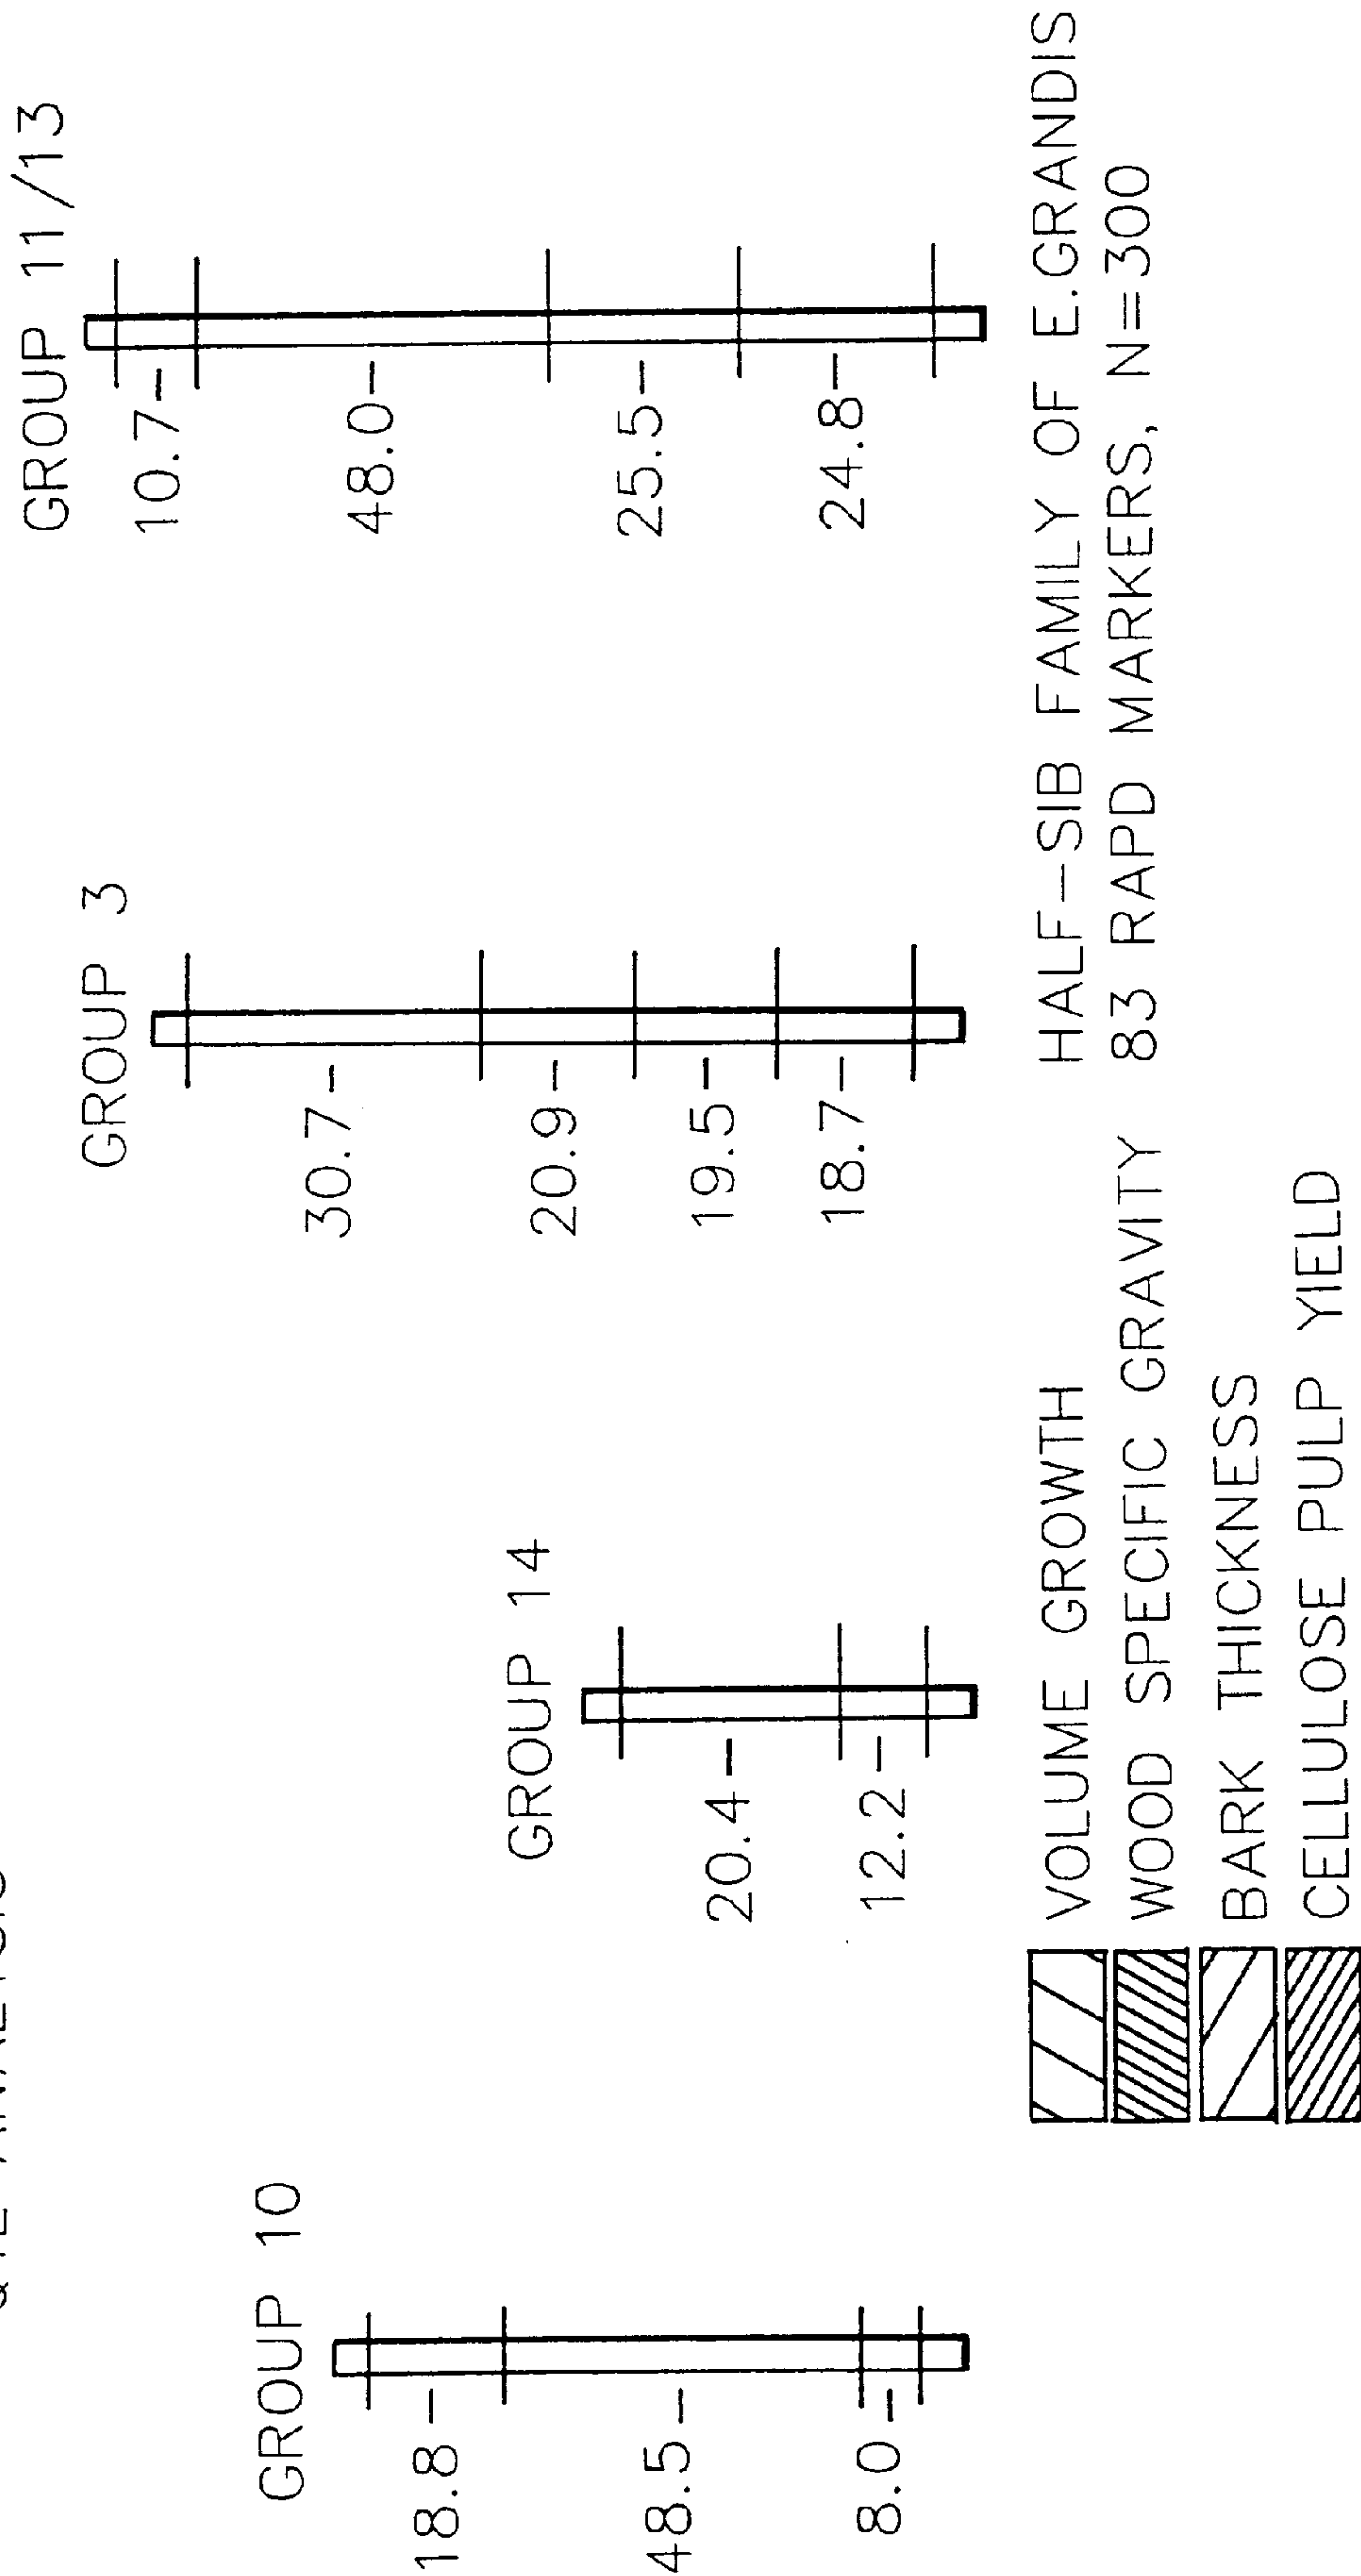 GROUP 10
18.8
48.5
8.0
GROUP 14
20.4
12.2
GROUP 3
30.7
20.9
19.5
18.7
GROUP 11/13
10.7
48.0
25.5
24.8
VOLUME GROWTH
WOOD SPECIFIC GRAVITY
BARK THICKNESS
CELLULOSE PULP YIELD
HALF-SIB FAMILY OF E.GRANDIS
83 RAPD MARKERS, N=300